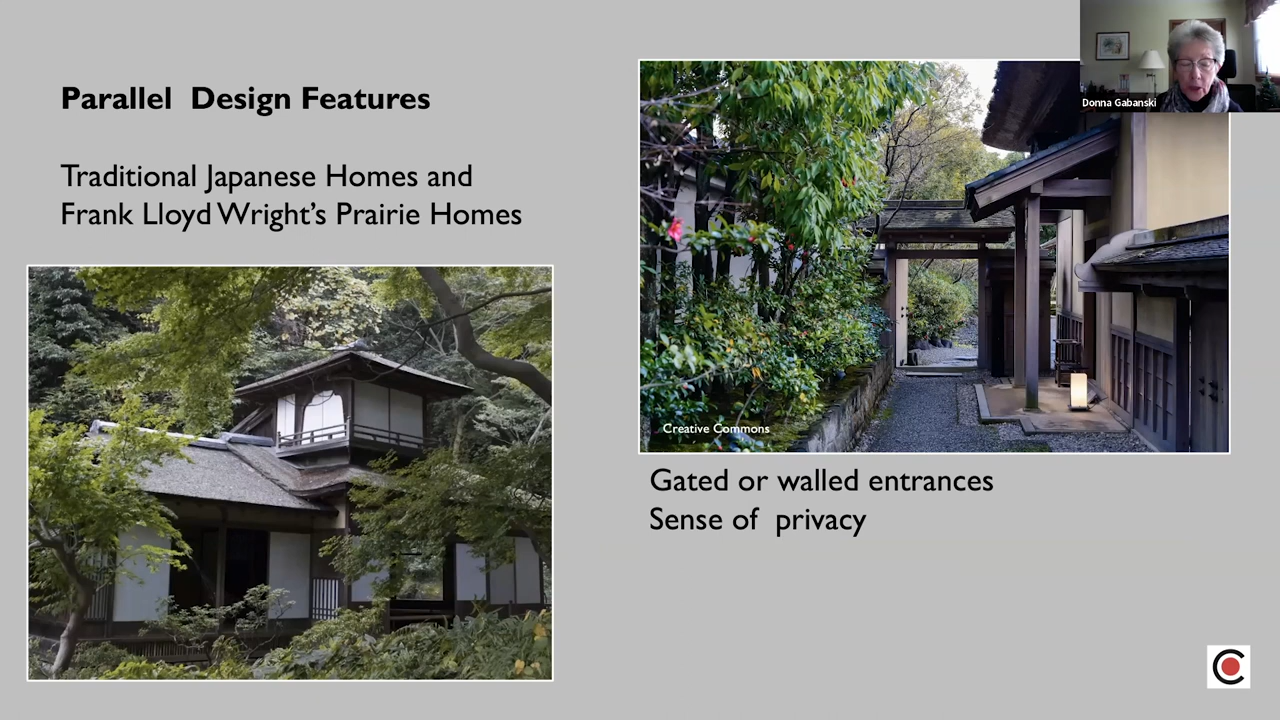 Parallel Design Features
Traditional Japanese Homes and
Frank Lloyd Wright's Prairie Homes
Donna Gabanski
Creative Commons
Gated or walled entrances
Sense of privacy